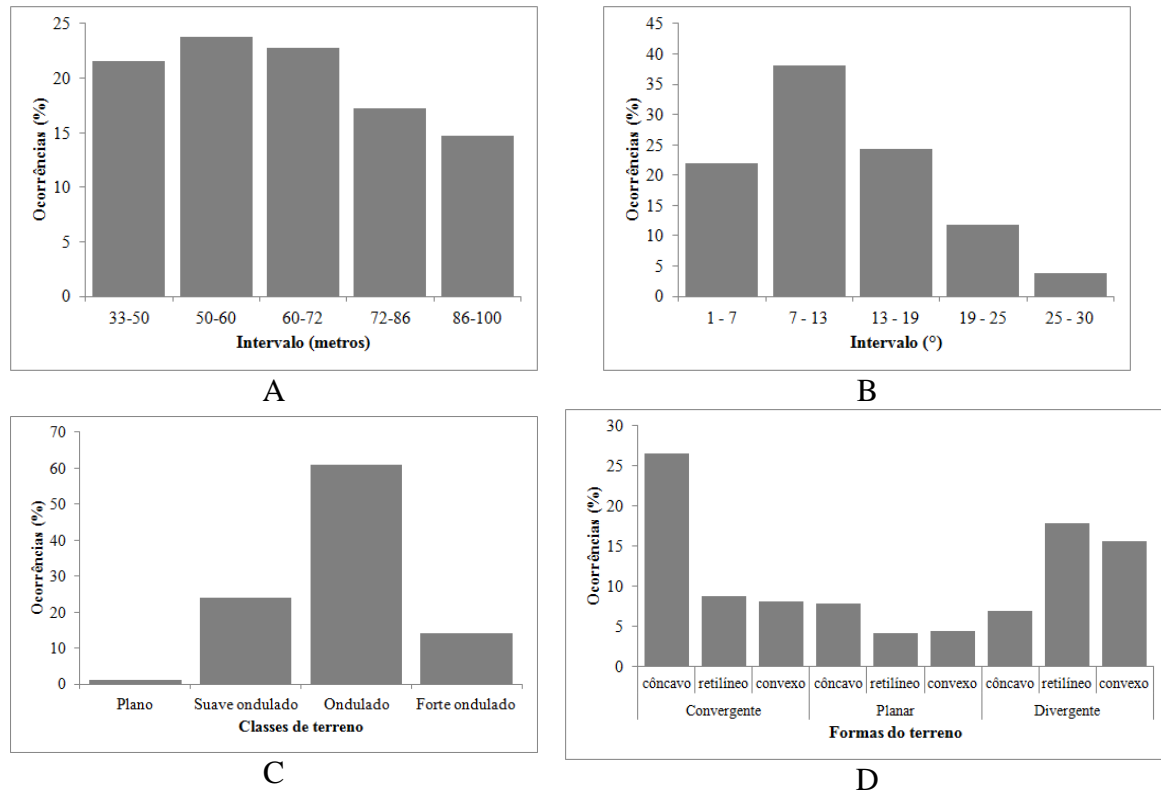 25
20
15
10
5
0
Ocorrências (%)
33-50 50-60 60-72 72-86 86-100
Intervalo (metros)
A
45
40
35
30
25
20
15
10
5
0
Ocorrências (%)
1 - 7 7 - 13 13 - 19 19 - 25 25 - 30
Intervalo (°)
B
70
60
50
40
30
20
10
0
Ocorrências (%)
Plano Suave ondulado Ondulado Forte ondulado
Classes de terreno
C
30
25
20
15
10
5
0
Ocorrências (%)
côncavo retilíneo convexo côncavo retilíneo convexo côncavo retilíneo convexo
Convergente Planar Divergente
Formas do terreno
D